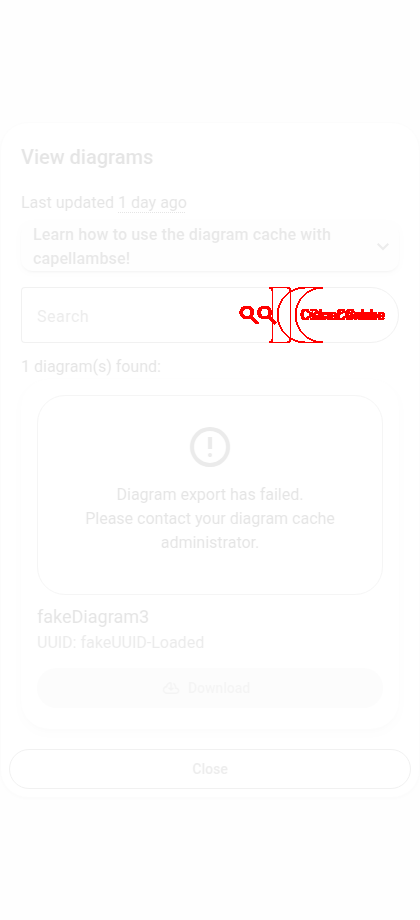 View diagrams
Last updated 1 day ago
Learn how to use the diagram cache with
capellambse!
Search
1 diagram(s) found:
Diagram export has failed.
Please contact your diagram cache
administrator.
fakeDiagram3
UUID: fakeUUID-Loaded
Download
Close